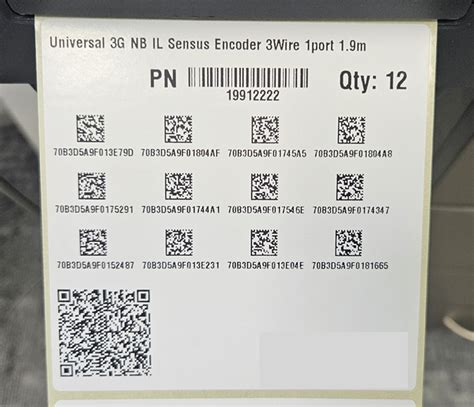 Universal 3G NB IL Sensus Encoder 3Wire 1port 1.9m
PN Qty: 12
19912222
70B3D5A9F013E79D 70B3D5A9F01804AF 70B3D5A9F01745A5 70B3D5A9F01804A8
70B3D5A9F0175291 70B3D5A9F01744A1 70B3D5A9F017546E 70B3D5A9F0174347
70B3D5A9F0152487 70B3D5A9F013E231 70B3D5A9F013E04E 70B3D5A9F0181665